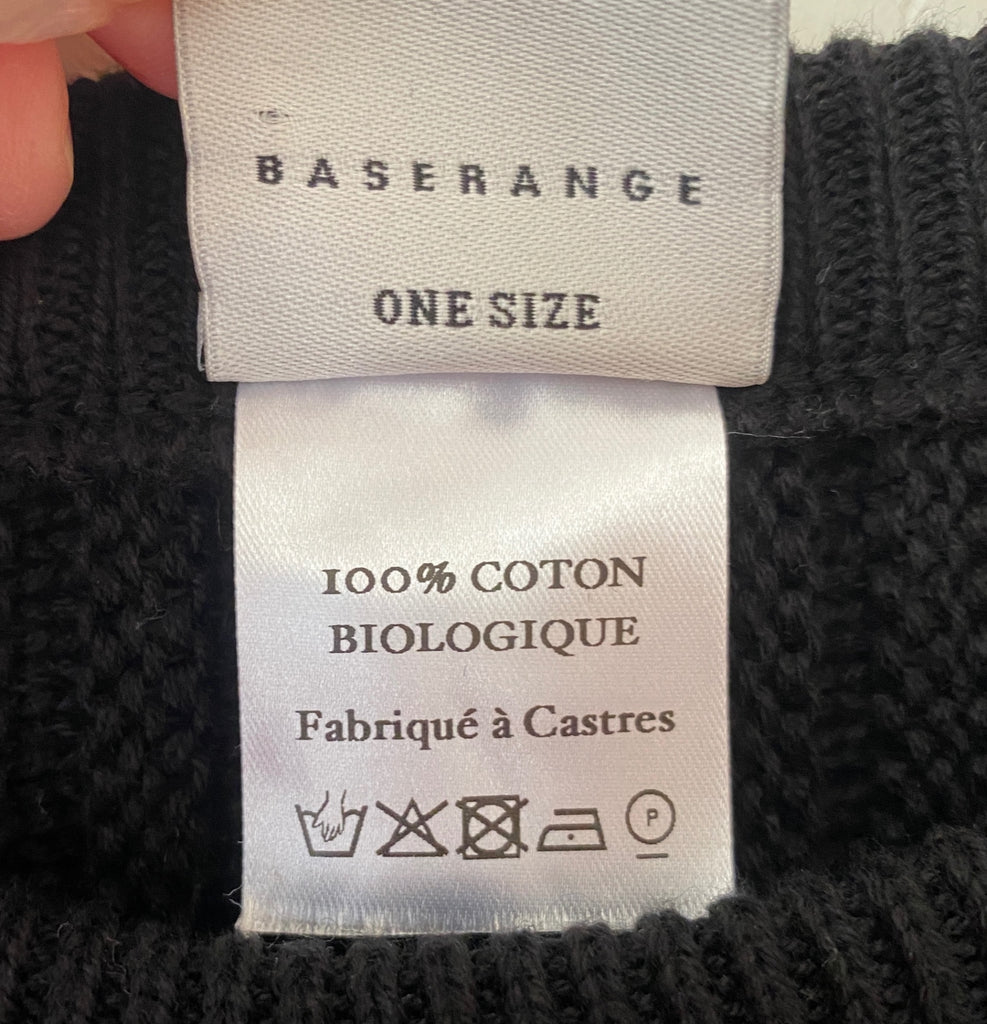 BASERANGE
ONE SIZE
100% COTON
BIOLOGIQUE
Fabriqué à Castres
P